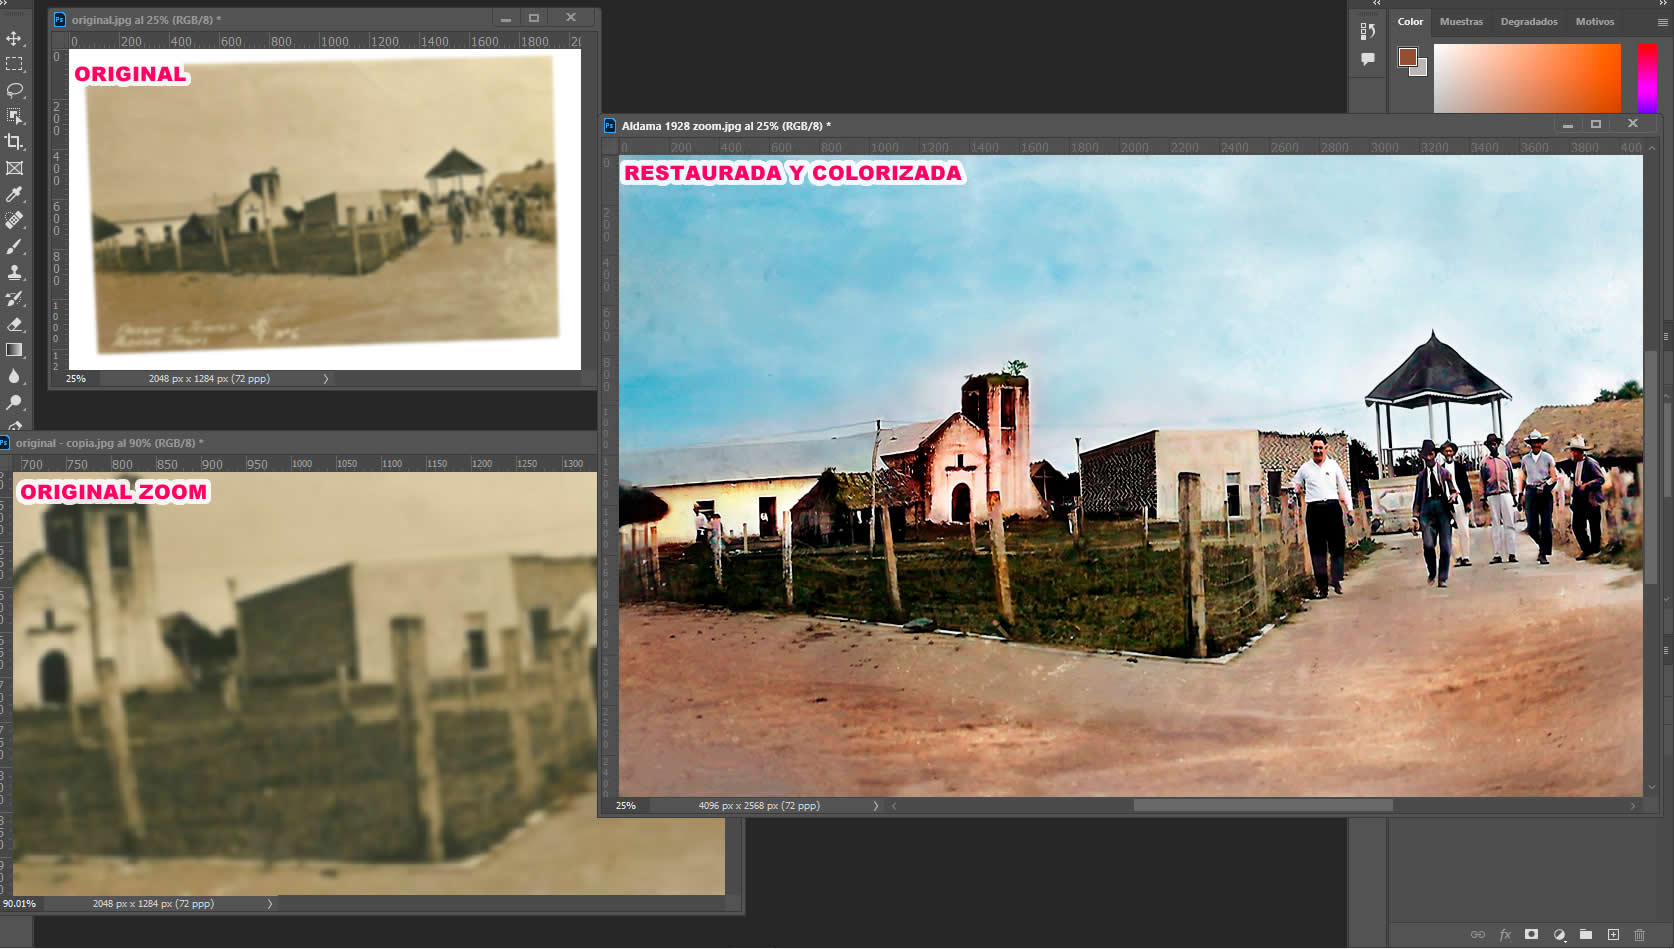 original.jpg al 25% (RGB/8) *
0 200 400 600 800 1000 1200 1400 1600 1800
ORIGINAL
25% 2048 px x 1284 px (72 ppp)
original - copia.jpg al 90% (RGB/8) *
700 750 800 850 900 950 1000 1050 1100 1150 1200 1250 1300
ORIGINAL ZOOM
90.01% 2048 px x 1284 px (72 ppp)
Aldama 1928 zoom.jpg al 25% (RGB/8) *
0 200 400 600 800 1000 1200 1400 1600 1800 2000 2200 2400 2600 2800 3000 3200 3400 3600 3800 400
RESTAURADA Y COLORIZADA
25% 4096 px x 2568 px (72 ppp)
Color Muestras Degradados Motivos
fx